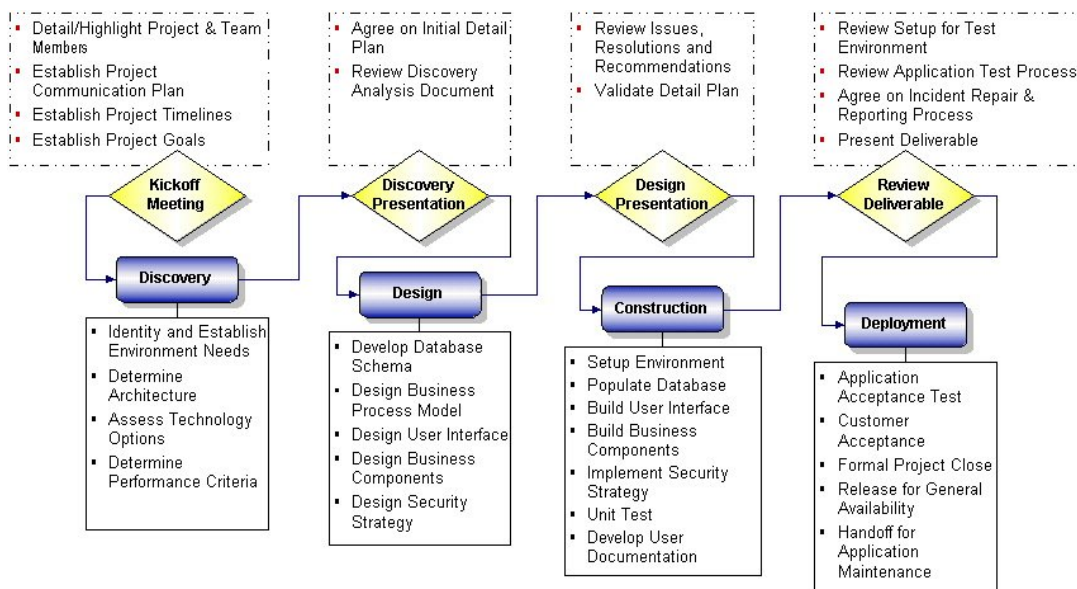 Detail/Highlight Project & Team
Members
Establish Project
Communication Plan
Establish Project Timelines
Establish Project Goals
Agree on Initial Detail
Plan
Review Discovery
Analysis Document
Review Issues,
Resolutions and
Recommendations
Validate Detail Plan
Review Setup for Test
Environment
Review Application Test Process
Agree on Incident Repair &
Reporting Process
Present Deliverable
Kickoff
Meeting
Discovery
Presentation
Design
Presentation
Review
Deliverable
Discovery
Design
Construction
Deployment
Identity and Establish
Environment Needs
Determine
Architecture
Assess Technology
Options
Determine
Performance Criteria
Develop Database
Schema
Design Business
Process Model
Design User Interface
Design Business
Components
Design Security
Strategy
Setup Environment
Populate Database
Build User Interface
Build Business
Components
Implement Security
Strategy
Unit Test
Develop User
Documentation
Application
Acceptance Test
Customer
Acceptance
Formal Project Close
Release for General
Availability
Handoff for
Application
Maintenance